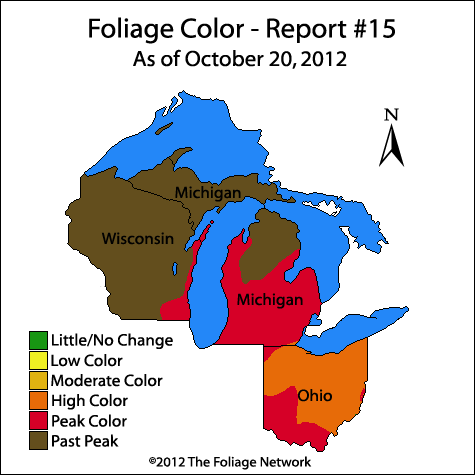 Foliage Color - Report #15
As of October 20, 2012
N
Michigan
Wisconsin
Michigan
Little/No Change
Low Color
Moderate Color
High Color
Ohio
Peak Color
Past Peak
©2012 The Foliage Network